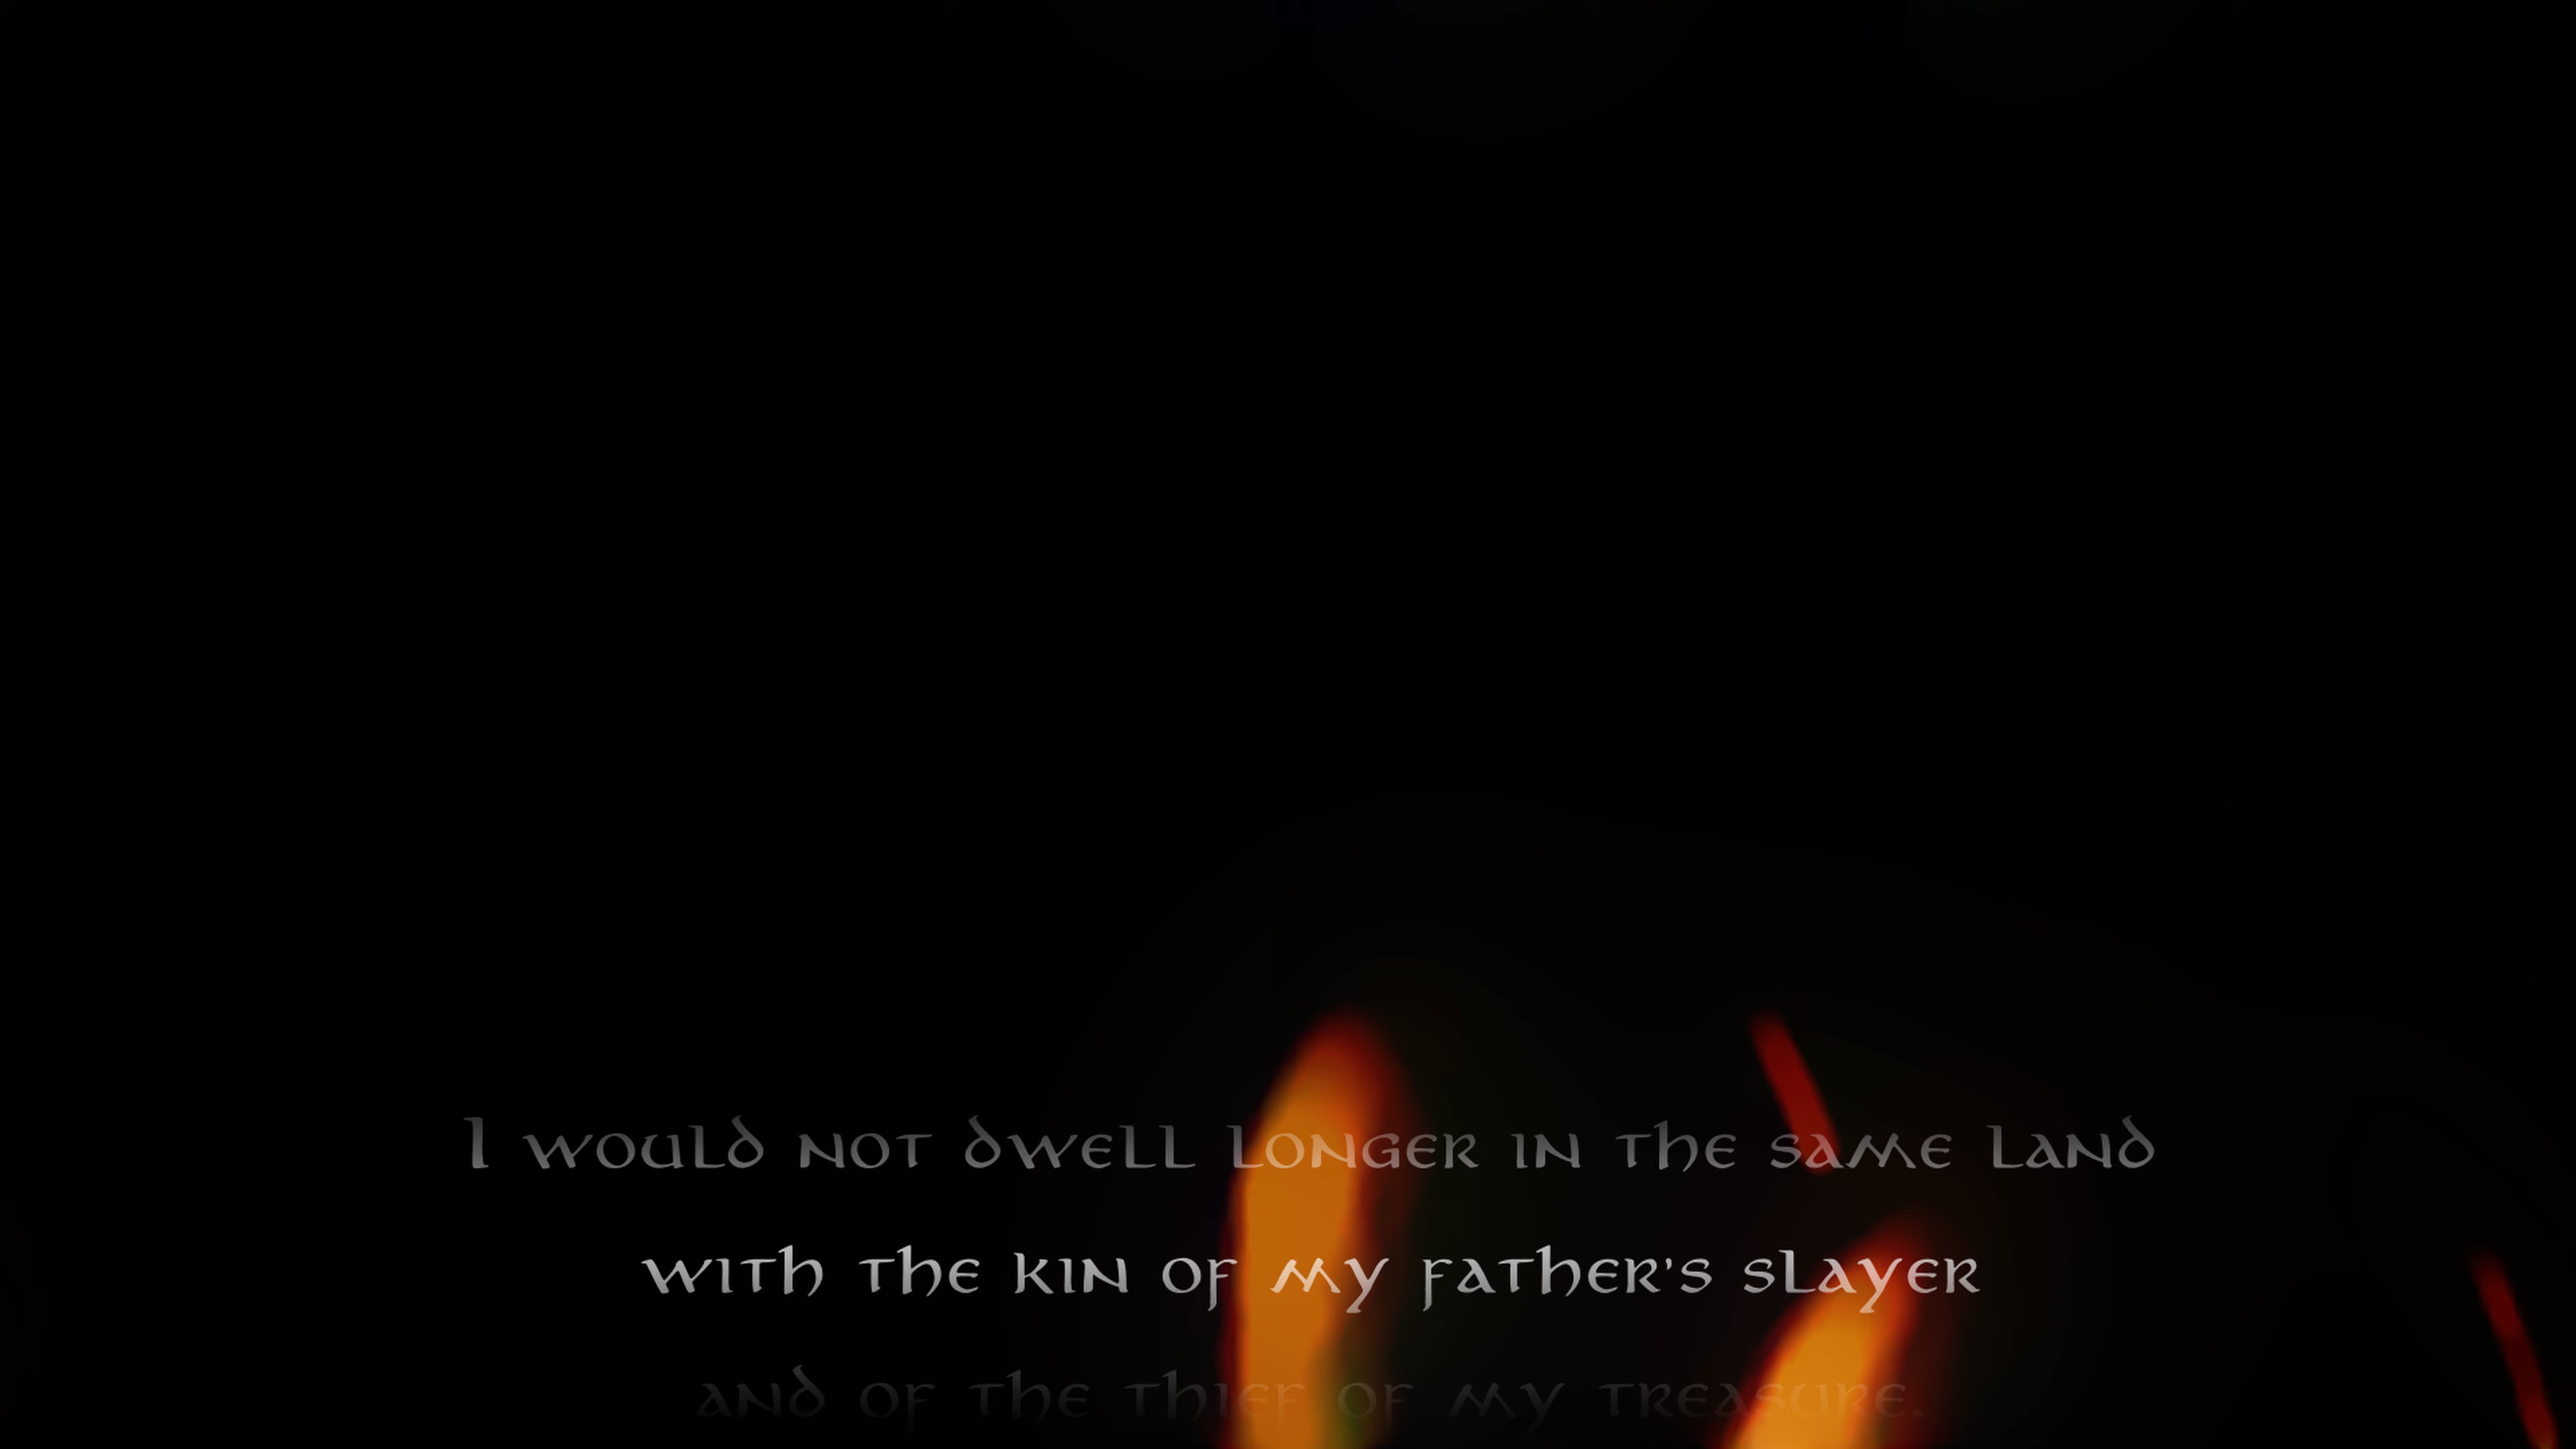 I would not dwell longer in the same land
with the kin of my father's slayer
and of the thief of my treasure.